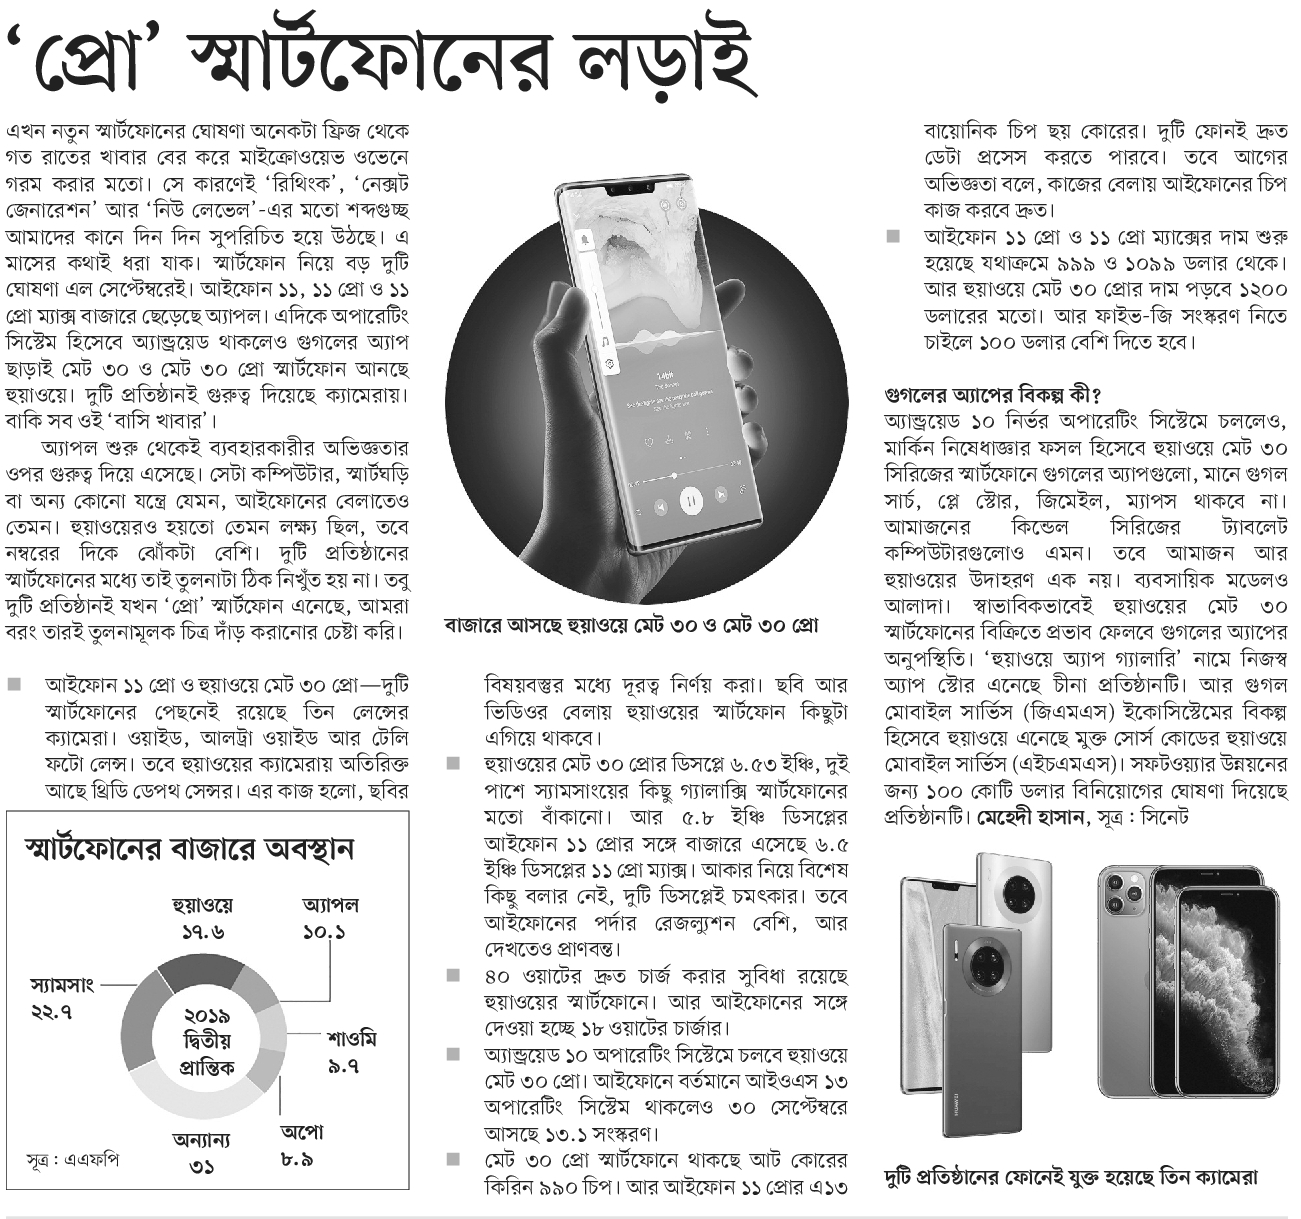 ‘প্রো’ স্মার্টফোনের লড়াই
এখন নতুন স্মার্টফোনের ঘোষণা অনেকটা ফ্রিজ থেকে
গত রাতের খাবার বের করে মাইক্রোওয়েভ ওভেনে
গরম করার মতো। সে কারণেই ‘রিথিংক’, ‘নেক্সট
জেনারেশন’ আর ‘নিউ লেভেল’-এর মতো শব্দগুচ্ছ
আমাদের কানে দিন দিন সুপরিচিত হয়ে উঠছে। এ
মাসের কথাই ধরা যাক। স্মার্টফোন নিয়ে বড় দুটি
ঘোষণা এল সেপ্টেম্বরেই। আইফোন ১১, ১১ প্রো ও ১১
প্রো ম্যাক্স বাজারে ছেড়েছে অ্যাপল। এদিকে অপারেটিং
সিস্টেম হিসেবে অ্যান্ড্রয়েড থাকলেও গুগলের অ্যাপ
ছাড়াই মেট ৩০ ও মেট ৩০ প্রো স্মার্টফোন আনছে
হুয়াওয়ে। দুটি প্রতিষ্ঠানই গুরুত্ব দিয়েছে ক্যামেরায়।
বাকি সব ওই ‘বাসি খাবার’।
অ্যাপল শুরু থেকেই ব্যবহারকারীর অভিজ্ঞতার
ওপর গুরুত্ব দিয়ে এসেছে। সেটা কম্পিউটার, স্মার্টঘড়ি
বা অন্য কোনো যন্ত্রে যেমন, আইফোনের বেলাতেও
তেমন। হুয়াওয়েরও হয়তো তেমন লক্ষ্য ছিল, তবে
নম্বরের দিকে ঝোঁকটা বেশি। দুটি প্রতিষ্ঠানের
স্মার্টফোনের মধ্যে তাই তুলনাটা ঠিক নিখুঁত হয় না। তবু
দুটি প্রতিষ্ঠানই যখন ‘প্রো’ স্মার্টফোন এনেছে, আমরা
বরং তারই তুলনামূলক চিত্র দাঁড় করানোর চেষ্টা করি।
আইফোন ১১ প্রো ও হুয়াওয়ে মেট ৩০ প্রো—দুটি
স্মার্টফোনের পেছনেই রয়েছে তিন লেন্সের
ক্যামেরা। ওয়াইড, আলট্রা ওয়াইড আর টেলি
ফটো লেন্স। তবে হুয়াওয়ের ক্যামেরায় অতিরিক্ত
আছে থ্রিডি ডেপথ সেন্সর। এর কাজ হলো, ছবির
স্মার্টফোনের বাজারে অবস্থান
হুয়াওয়ে
১৭.৬
অ্যাপল
১০.১
স্যামসাং
২২.৭
২০১৯
দ্বিতীয়
প্রান্তিক
শাওমি
৯.৭
অপো
৮.৯
অন্যান্য
৩১
সূত্র : এএফপি
বাজারে আসছে হুয়াওয়ে মেট ৩০ ও মেট ৩০ প্রো
বিষয়বস্তুর মধ্যে দূরত্ব নির্ণয় করা। ছবি আর
ভিডিওর বেলায় হুয়াওয়ের স্মার্টফোন কিছুটা
এগিয়ে থাকবে।
হুয়াওয়ের মেট ৩০ প্রোর ডিসপ্লে ৬.৫৩ ইঞ্চি, দুই
পাশে স্যামসাংয়ের কিছু গ্যালাক্সি স্মার্টফোনের
মতো বাঁকানো। আর ৫.৮ ইঞ্চি ডিসপ্লের
আইফোন ১১ প্রোর সঙ্গে বাজারে এসেছে ৬.৫
ইঞ্চি ডিসপ্লের ১১ প্রো ম্যাক্স। আকার নিয়ে বিশেষ
কিছু বলার নেই, দুটি ডিসপ্লেই চমৎকার। তবে
আইফোনের পর্দার রেজল্যুশন বেশি, আর
দেখতেও প্রাণবন্ত।
৪০ ওয়াটের দ্রুত চার্জ করার সুবিধা রয়েছে
হুয়াওয়ের স্মার্টফোনে। আর আইফোনের সঙ্গে
দেওয়া হচ্ছে ১৮ ওয়াটের চার্জার।
অ্যান্ড্রয়েড ১০ অপারেটিং সিস্টেমে চলবে হুয়াওয়ে
মেট ৩০ প্রো। আইফোনে বর্তমানে আইওএস ১৩
অপারেটিং সিস্টেম থাকলেও ৩০ সেপ্টেম্বরে
আসছে ১৩.১ সংস্করণ।
মেট ৩০ প্রো স্মার্টফোনে থাকছে আট কোরের
কিরিন ৯৯০ চিপ। আর আইফোন ১১ প্রোর এ১৩
বায়োনিক চিপ ছয় কোরের। দুটি ফোনই দ্রুত
ডেটা প্রসেস করতে পারবে। তবে আগের
অভিজ্ঞতা বলে, কাজের বেলায় আইফোনের চিপ
কাজ করবে দ্রুত।
আইফোন ১১ প্রো ও ১১ প্রো ম্যাক্সের দাম শুরু
হয়েছে যথাক্রমে ৯৯৯ ও ১০৯৯ ডলার থেকে।
আর হুয়াওয়ে মেট ৩০ প্রোর দাম পড়বে ১২০০
ডলারের মতো। আর ফাইভ-জি সংস্করণ নিতে
চাইলে ১০০ ডলার বেশি দিতে হবে।
গুগলের অ্যাপের বিকল্প কী?
অ্যান্ড্রয়েড ১০ নির্ভর অপারেটিং সিস্টেমে চললেও,
মার্কিন নিষেধাজ্ঞার ফসল হিসেবে হুয়াওয়ে মেট ৩০
সিরিজের স্মার্টফোনে গুগলের অ্যাপগুলো, মানে গুগল
সার্চ, প্লে স্টোর, জিমেইল, ম্যাপস থাকবে না।
আমাজনের কিন্ডেল সিরিজের ট্যাবলেট
কম্পিউটারগুলোও এমন। তবে আমাজন আর
হুয়াওয়ের উদাহরণ এক নয়। ব্যবসায়িক মডেলও
আলাদা। স্বাভাবিকভাবেই হুয়াওয়ের মেট ৩০
স্মার্টফোনের বিক্রিতে প্রভাব ফেলবে গুগলের অ্যাপের
অনুপস্থিতি। ‘হুয়াওয়ে অ্যাপ গ্যালারি’ নামে নিজস্ব
অ্যাপ স্টোর এনেছে চীনা প্রতিষ্ঠানটি। আর গুগল
মোবাইল সার্ভিস (জিএমএস) ইকোসিস্টেমের বিকল্প
হিসেবে হুয়াওয়ে এনেছে মুক্ত সোর্স কোডের হুয়াওয়ে
মোবাইল সার্ভিস (এইচএমএস)। সফটওয়্যার উন্নয়নের
জন্য ১০০ কোটি ডলার বিনিয়োগের ঘোষণা দিয়েছে
প্রতিষ্ঠানটি। মেহেদী হাসান, সূত্র : সিনেট
HUAWEI
দুটি প্রতিষ্ঠানের ফোনেই যুক্ত হয়েছে তিন ক্যামেরা